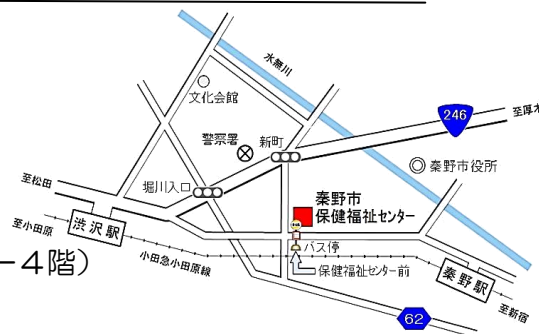 水無川
文化会館
246
至厚木
警察署
新町
秦野市役所
堀川入口
至松田
秦野市
保健福祉センター
至小田原
渋沢駅
バス停
-4階)
小田急小田原線
保健福祉センター前
秦野駅
至新宿
62